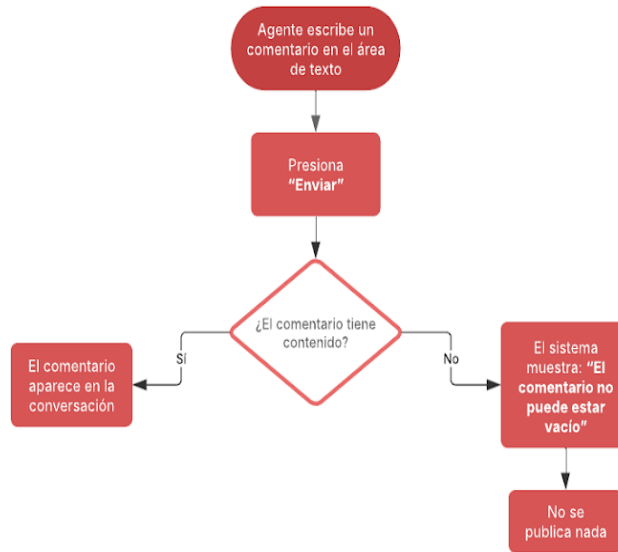 Agente escribe un
comentario en el área
de texto
Presiona
“Enviar”
¿El comentario tiene
contenido?
Sí
No
El comentario
aparece en la
conversación
El sistema
muestra: “El
comentario no
puede estar
vacío”
No se
publica nada